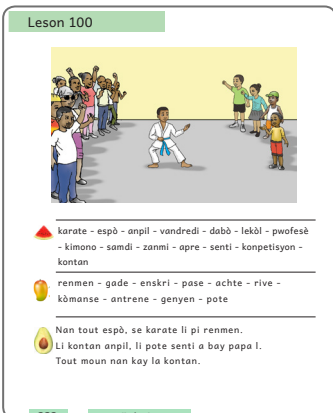 Leson 100
karate - espò - anpil - vandredi - dabò - lekòl - pwofesè
- kimono - samdi - zanmi - apre - senti - konpetisyon -
kontan
renmen - gade - enskri - pase - achte - rive -
kòmanse - antrene - genyen - pote
Nan tout espò, se karate li pi renmen.
Li kontan anpil, li pote senti a bay papa l.
Tout moun nan kay la kontan.